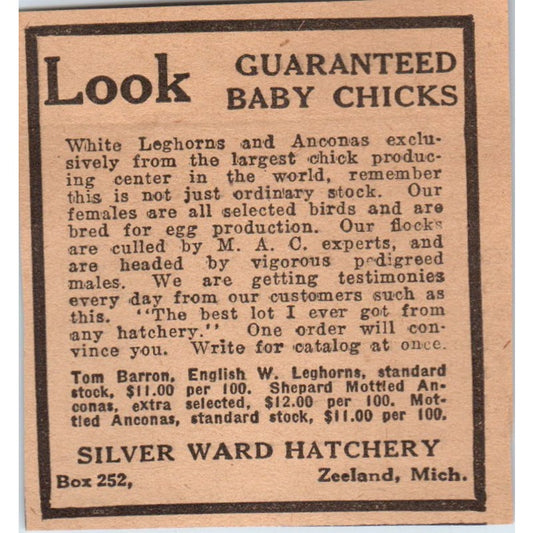 Look GUARANTEED
BABY CHICKS
White Leghorns and Anconas exclu-
sively from the largest chick produc-
ing center in the world, remember
this is not just ordinary stock. Our
females are all selected birds and are
bred for egg production. Our flocks
are culled by M. A. C. experts, and
are headed by vigorous pedigreed
males. We are getting testimonies
every day from our customers such as
this. "The best lot I ever got from
any hatchery." One order will con-
vince you. Write for catalog at once.
Tom Barron, English W. Leghorns, standard
stock, $11.00 per 100. Shepard Mottled An-
conas, extra selected, $12.00 per 100. Mot-
tled Anconas, standard stock, $11.00 per 100.
SILVER WARD HATCHERY
Box 252, Zeeland, Mich.